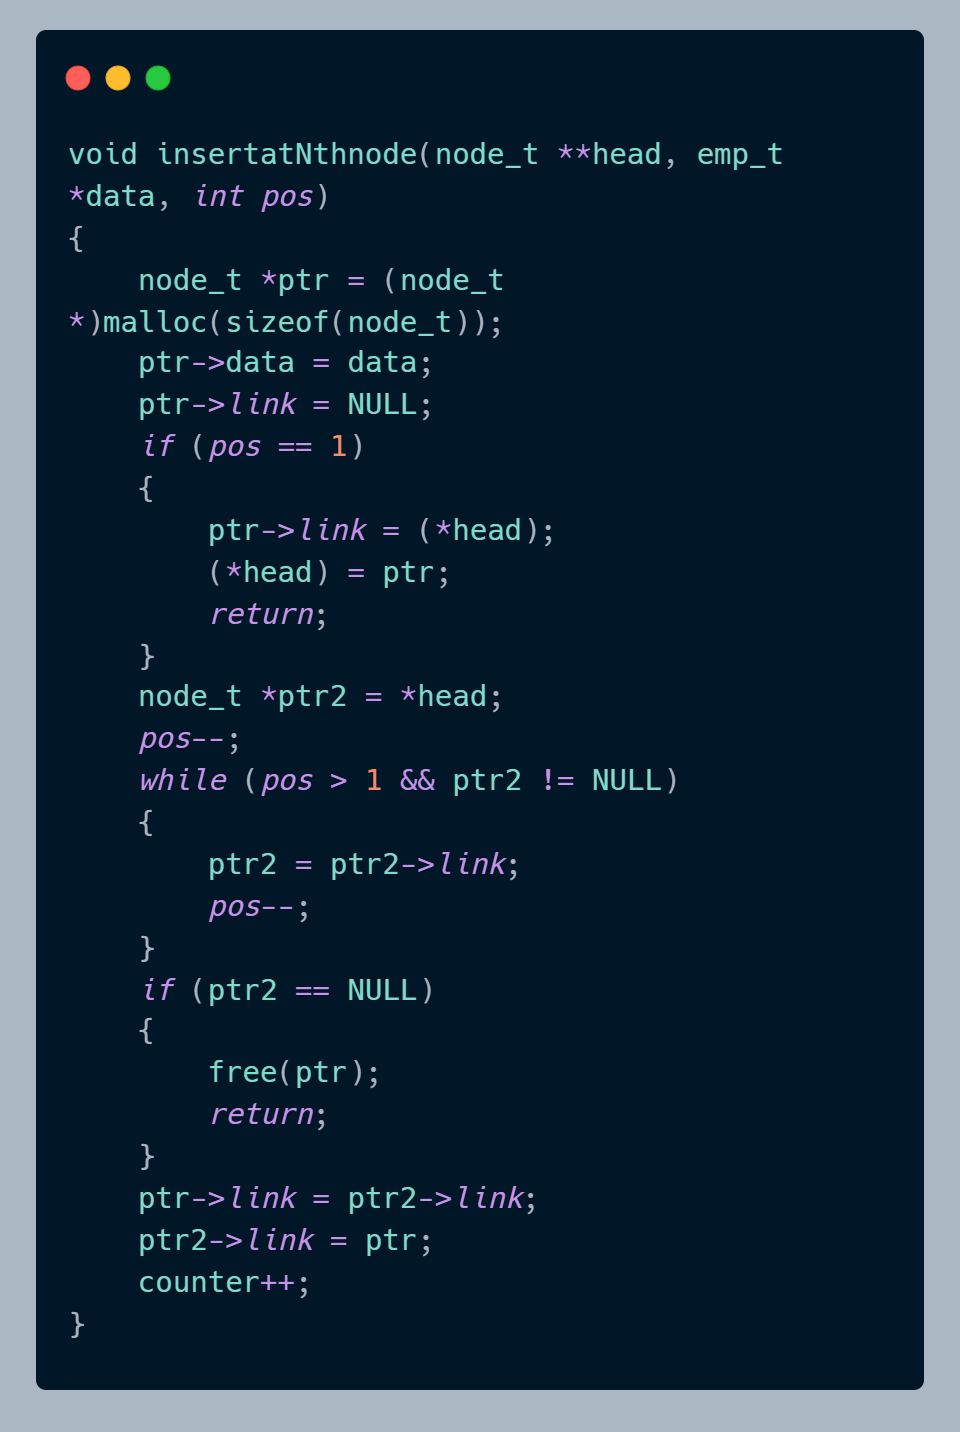 void insertatNthnode(node_t **head, emp_t
*data, int pos)
{
    node_t *ptr = (node_t
*)malloc(sizeof(node_t));
    ptr->data = data;
    ptr->link = NULL;
    if (pos == 1)
    {
        ptr->link = (*head);
        (*head) = ptr;
        return;
    }
    node_t *ptr2 = *head;
    pos--;
    while (pos > 1 && ptr2 != NULL)
    {
        ptr2 = ptr2->link;
        pos--;
    }
    if (ptr2 == NULL)
    {
        free(ptr);
        return;
    }
    ptr->link = ptr2->link;
    ptr2->link = ptr;
    counter++;
}